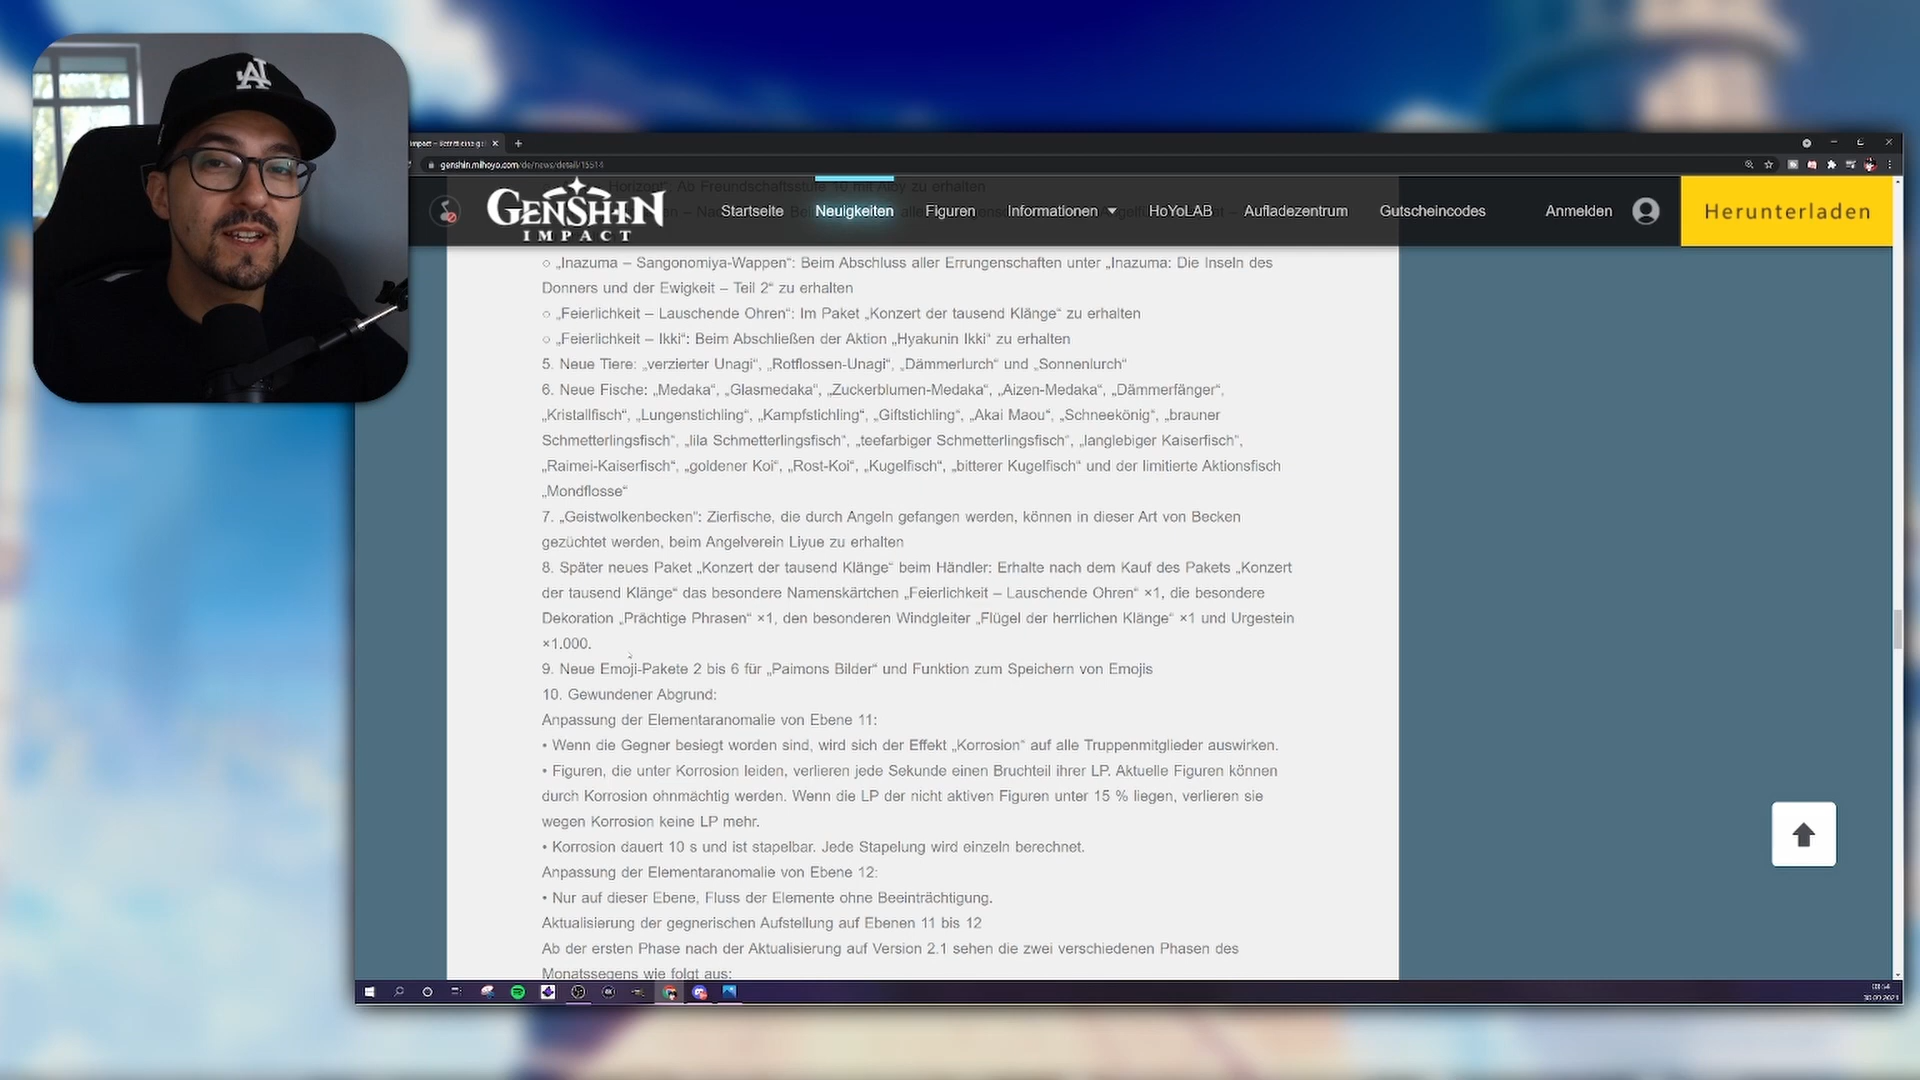 genshin.mihoyo.com/de/news/detail/15514
Horizont“: Ab Freundschaftsstufe 10 mit Aloy zu erhalten
GENSHIN
IMPACT
Startseite
Neuigkeiten
Figuren
Informationen
HoYoLAB
Aufladezentrum
Gutscheincodes
Anmelden
Herunterladen
○ „Inazuma – Sangonomiya-Wappen“: Beim Abschluss aller Errungenschaften unter „Inazuma: Die Inseln des
Donners und der Ewigkeit – Teil 2“ zu erhalten
○ „Feierlichkeit – Lauschende Ohren“: Im Paket „Konzert der tausend Klänge“ zu erhalten
○ „Feierlichkeit – Ikki“: Beim Abschließen der Aktion „Hyakunin Ikki“ zu erhalten
5. Neue Tiere: „verzierter Unagi“, „Rotflossen-Unagi“, „Dämmerlurch“ und „Sonnenlurch“
6. Neue Fische: „Medaka“, „Glasmedaka“, „Zuckerblumen-Medaka“, „Aizen-Medaka“, „Dämmerfänger“,
„Kristallfisch“, „Lungenstichling“, „Kampfstichling“, „Giftstichling“, „Akai Maou“, „Schneekönig“, „brauner
Schmetterlingsfisch“, „lila Schmetterlingsfisch“, „teefarbiger Schmetterlingsfisch“, „langlebiger Kaiserfisch“,
„Raimei-Kaiserfisch“, „goldener Koi“, „Rost-Koi“, „Kugelfisch“, „bitterer Kugelfisch“ und der limitierte Aktionsfisch
„Mondflosse“
7. „Geistwolkenbecken“: Zierfische, die durch Angeln gefangen werden, können in dieser Art von Becken
gezüchtet werden, beim Angelverein Liyue zu erhalten
8. Später neues Paket „Konzert der tausend Klänge“ beim Händler: Erhalte nach dem Kauf des Pakets „Konzert
der tausend Klänge“ das besondere Namenskärtchen „Feierlichkeit – Lauschende Ohren“ ×1, die besondere
Dekoration „Prächtige Phrasen“ ×1, den besonderen Windgleiter „Flügel der herrlichen Klänge“ ×1 und Urgestein
×1.000.
9. Neue Emoji-Pakete 2 bis 6 für „Paimons Bilder“ und Funktion zum Speichern von Emojis
10. Gewundener Abgrund:
Anpassung der Elementaranomalie von Ebene 11:
• Wenn die Gegner besiegt worden sind, wird sich der Effekt „Korrosion“ auf alle Truppenmitglieder auswirken.
• Figuren, die unter Korrosion leiden, verlieren jede Sekunde einen Bruchteil ihrer LP. Aktuelle Figuren können
durch Korrosion ohnmächtig werden. Wenn die LP der nicht aktiven Figuren unter 15 % liegen, verlieren sie
wegen Korrosion keine LP mehr.
• Korrosion dauert 10 s und ist stapelbar. Jede Stapelung wird einzeln berechnet.
Anpassung der Elementaranomalie von Ebene 12:
• Nur auf dieser Ebene, Fluss der Elemente ohne Beeinträchtigung.
Aktualisierung der gegnerischen Aufstellung auf Ebenen 11 bis 12
Ab der ersten Phase nach der Aktualisierung auf Version 2.1 sehen die zwei verschiedenen Phasen des
Monatssegens wie folgt aus: